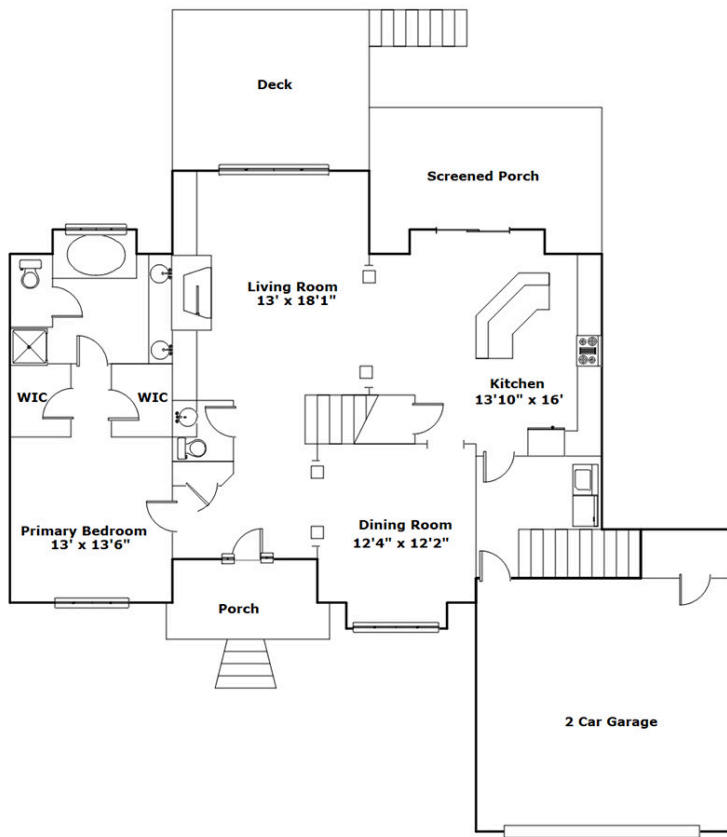 Deck
Screened Porch
Living Room
13' x 18'1"
WIC
WIC
Kitchen
13'10" x 16'
Primary Bedroom
13' x 13'6"
Dining Room
12'4" x 12'2"
Porch
2 Car Garage